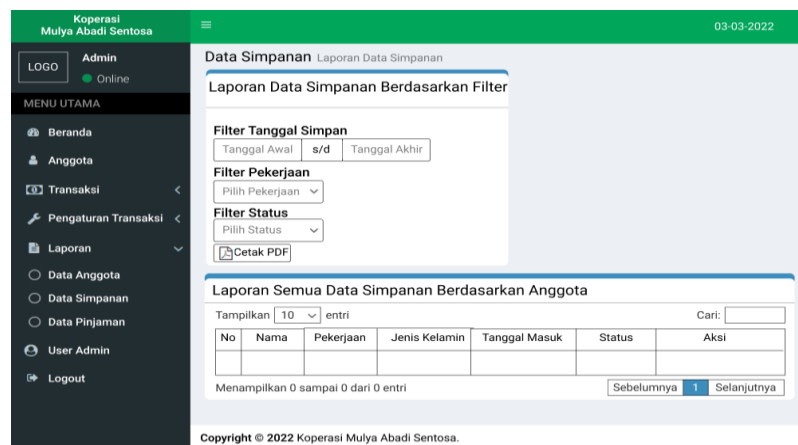 Koperasi
Mulya Abadi Sentosa
03-03-2022
LOGO
Admin
Online
MENU UTAMA
Beranda
Anggota
Transaksi
Pengaturan Transaksi
Laporan
Data Anggota
Data Simpanan
Data Pinjaman
User Admin
Logout
Data Simpanan Laporan Data Simpanan
Laporan Data Simpanan Berdasarkan Filter
Filter Tanggal Simpan
Tanggal Awal s/d Tanggal Akhir
Filter Pekerjaan
Pilih Pekerjaan
Filter Status
Pilih Status
Cetak PDF
Laporan Semua Data Simpanan Berdasarkan Anggota
Tampilkan 10 entri Cari:
No Nama Pekerjaan Jenis Kelamin Tanggal Masuk Status Aksi
Menampilkan 0 sampai 0 dari 0 entri Sebelumnya 1 Selanjutnya
Copyright © 2022 Koperasi Mulya Abadi Sentosa.